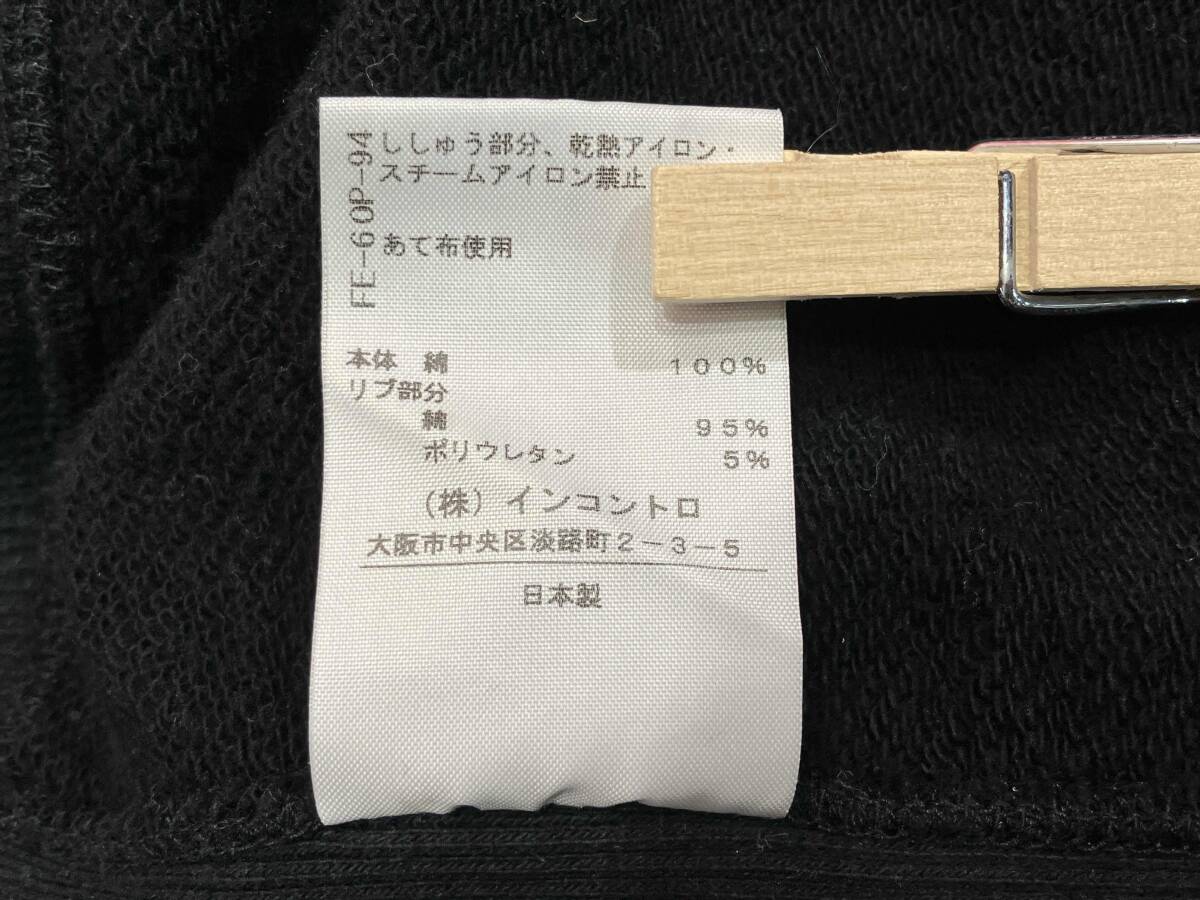 FE-60P-94
ししゅう部分、乾熱アイロン・
スチームアイロン禁止
あて布使用
本体 綿 100%
リブ部分
綿 95%
ポリウレタン 5%
(株)インコントロ
大阪市中央区淡路町2-3-5
日本製